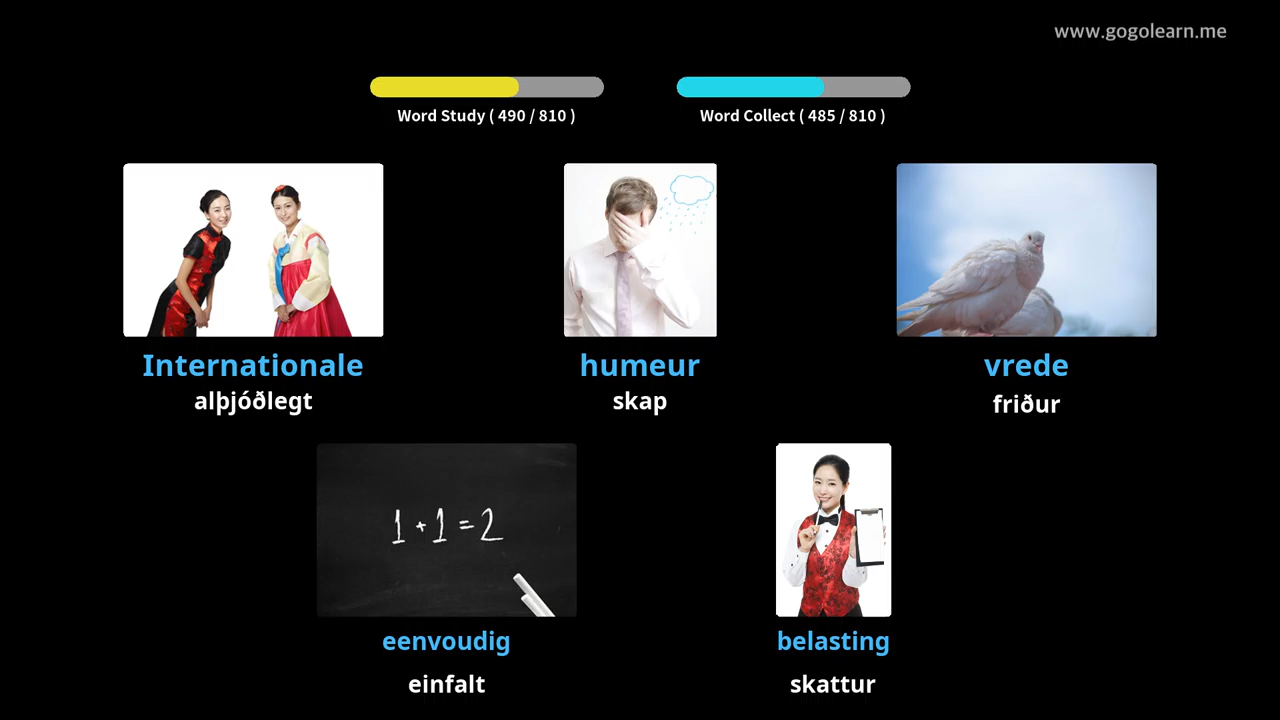 www.gogolearn.me
Word Study ( 490 / 810 )
Word Collect ( 485 / 810 )
Internationale
alþjóðlegt
humeur
skap
vrede
friður
1 + 1 = 2
eenvoudig
einfalt
belasting
skattur